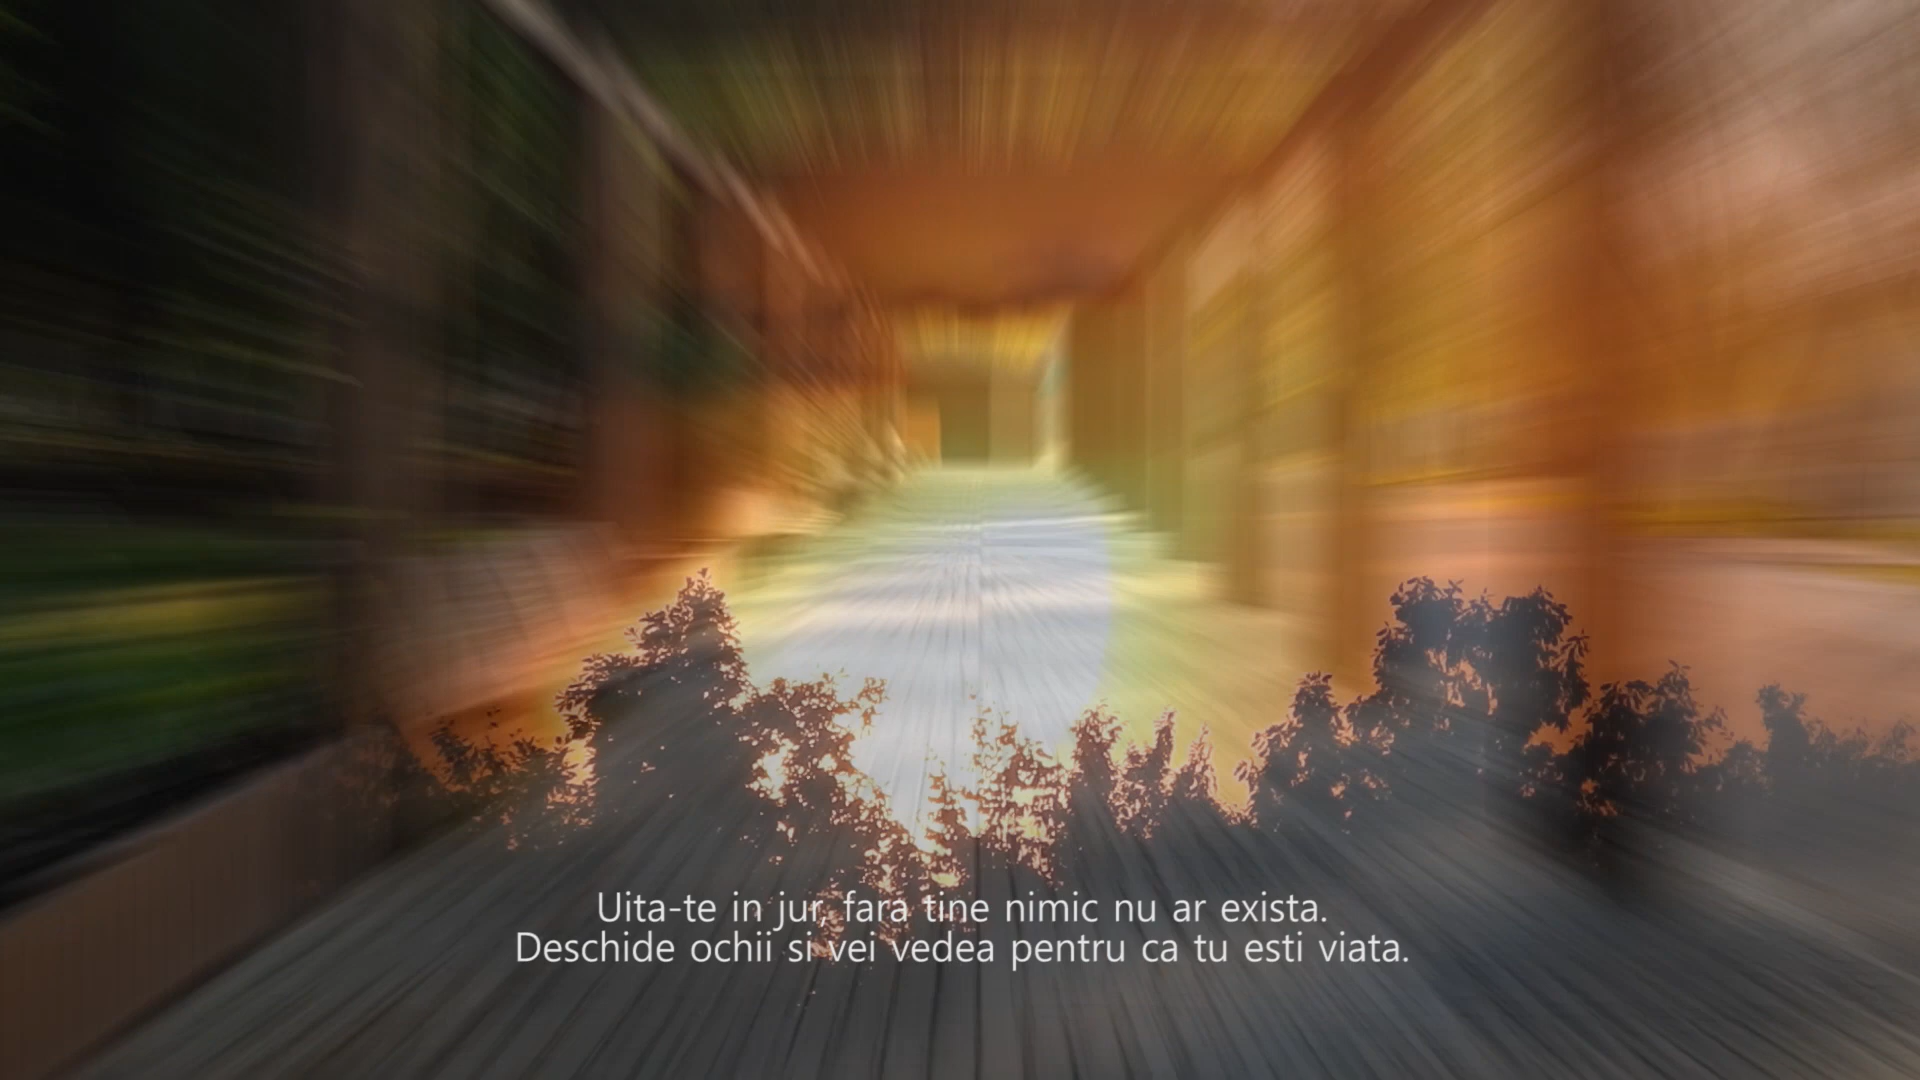 Uita-te in jur, fara tine nimic nu ar exista.
Deschide ochii si vei vedea pentru ca tu esti viata.